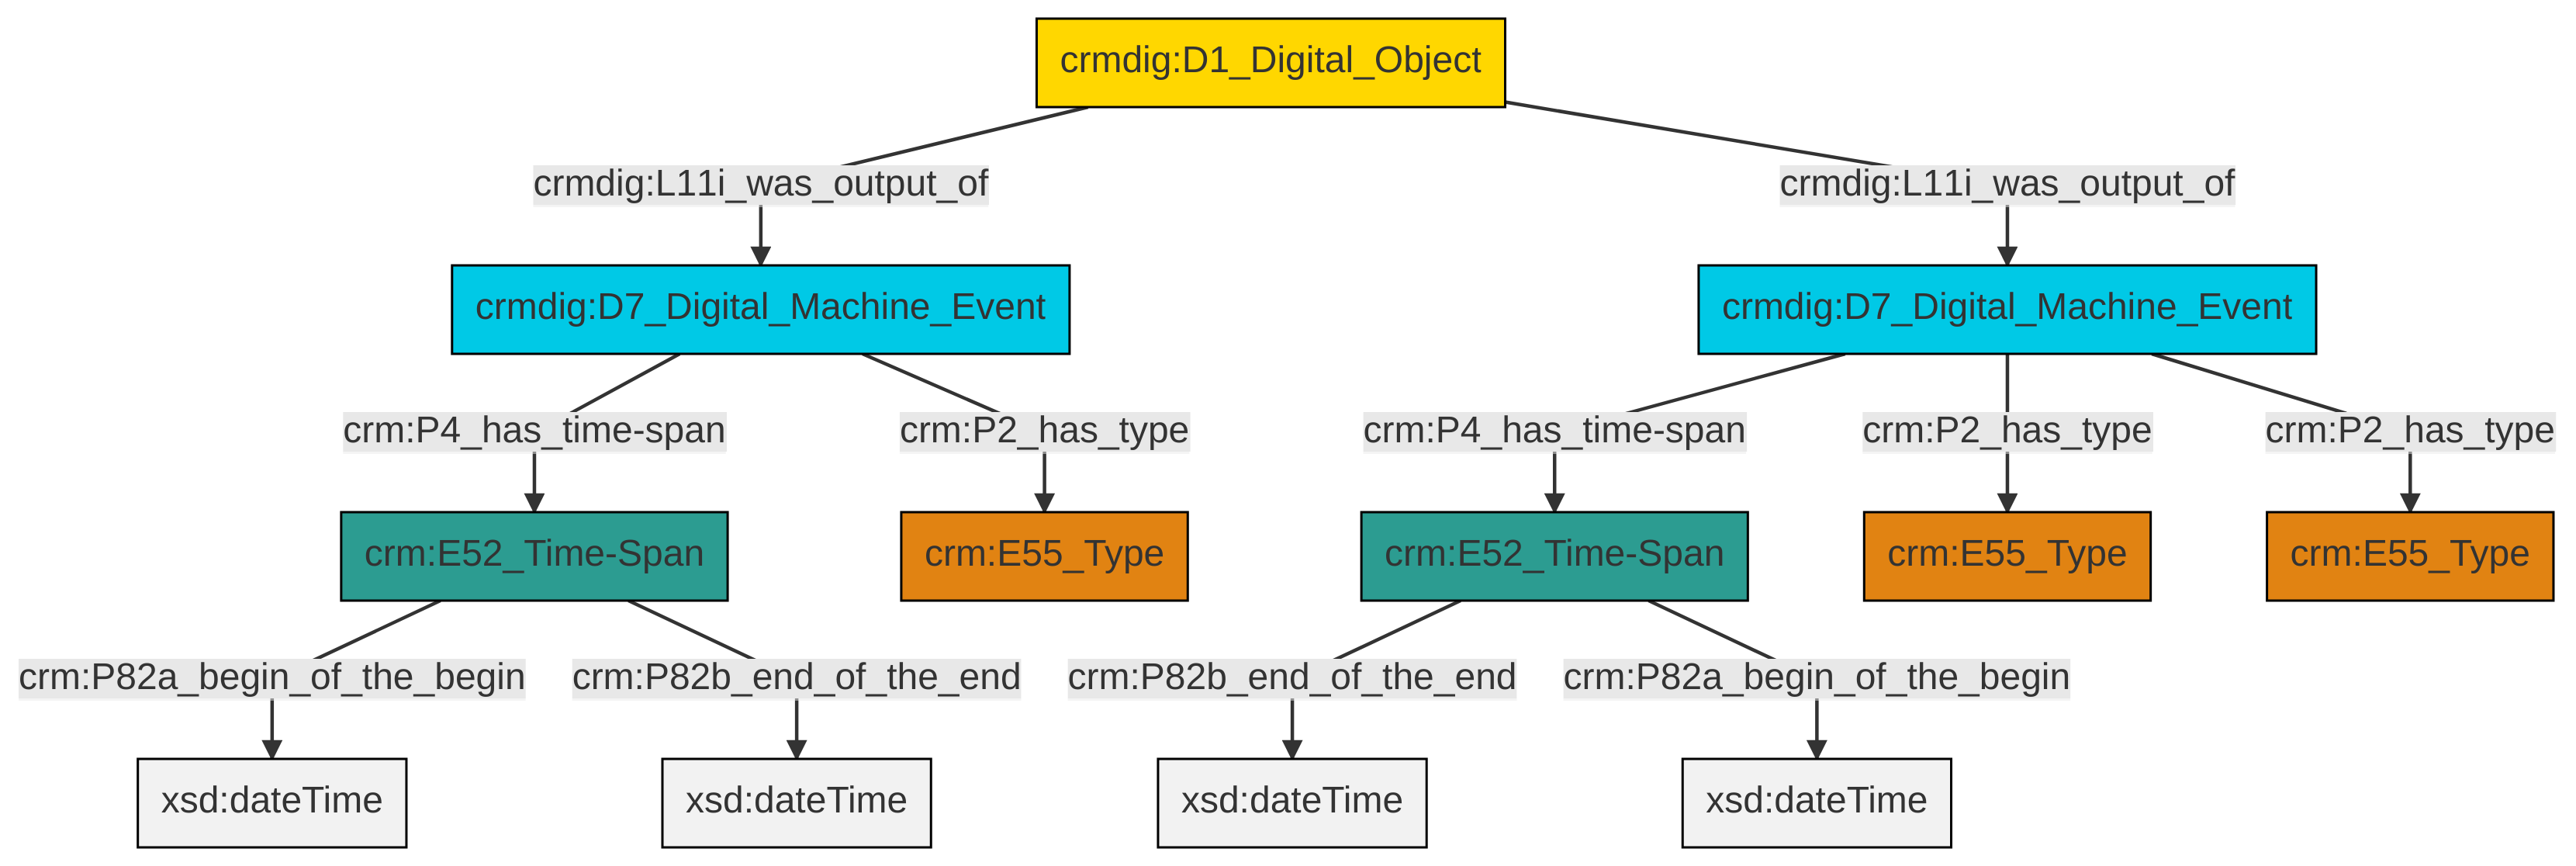 crmdig:D1_Digital_Object
crmdig:L11i_was_output_of
crmdig:L11i_was_output_of
crmdig:D7_Digital_Machine_Event
crmdig:D7_Digital_Machine_Event
crm:P4_has_time-span
crm:P2_has_type
crm:P4_has_time-span
crm:P2_has_type
crm:P2_has_type
crm:E52_Time-Span
crm:E55_Type
crm:E52_Time-Span
crm:E55_Type
crm:E55_Type
crm:P82a_begin_of_the_begin
crm:P82b_end_of_the_end
crm:P82b_end_of_the_end
crm:P82a_begin_of_the_begin
xsd:dateTime
xsd:dateTime
xsd:dateTime
xsd:dateTime